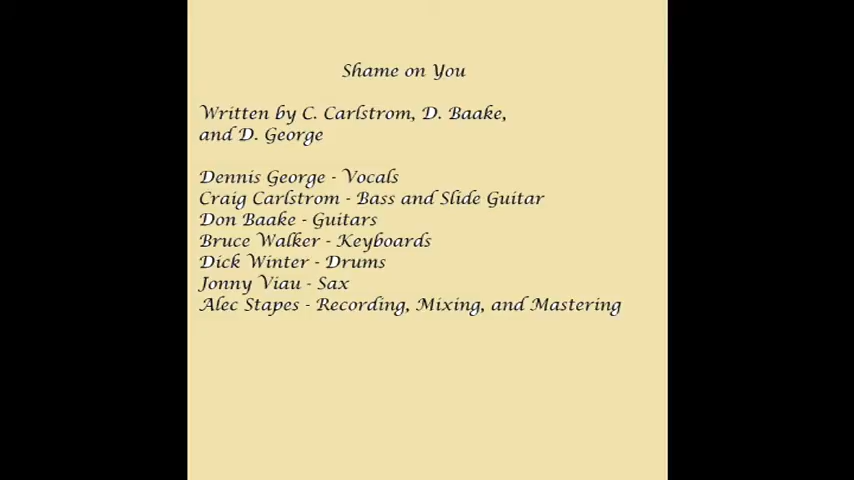 Shame on You
Written by C. Carlstrom, D. Baake,
and D. George
Dennis George - Vocals
Craig Carlstrom - Bass and Slide Guitar
Don Baake - Guitars
Bruce Walker - Keyboards
Dick Winter - Drums
Jonny Viau - Sax
Alec Stapes - Recording, Mixing, and Mastering